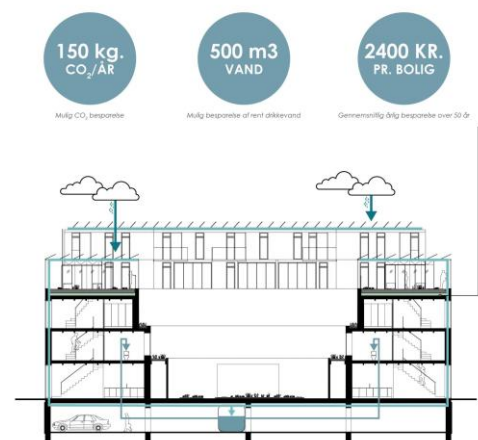 150 kg.
CO₂/ÅR
Mulig CO₂ besparelse
500 m3
VAND
Mulig besparelse af rent drikkevand
2400 KR.
PR. BOLIG
Gennemsnitlig årlig besparelse over 50 år